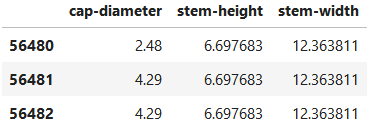 cap-diameter stem-height stem-width
56480 2.48 6.697683 12.363811
56481 4.29 6.697683 12.363811
56482 4.29 6.697683 12.363811